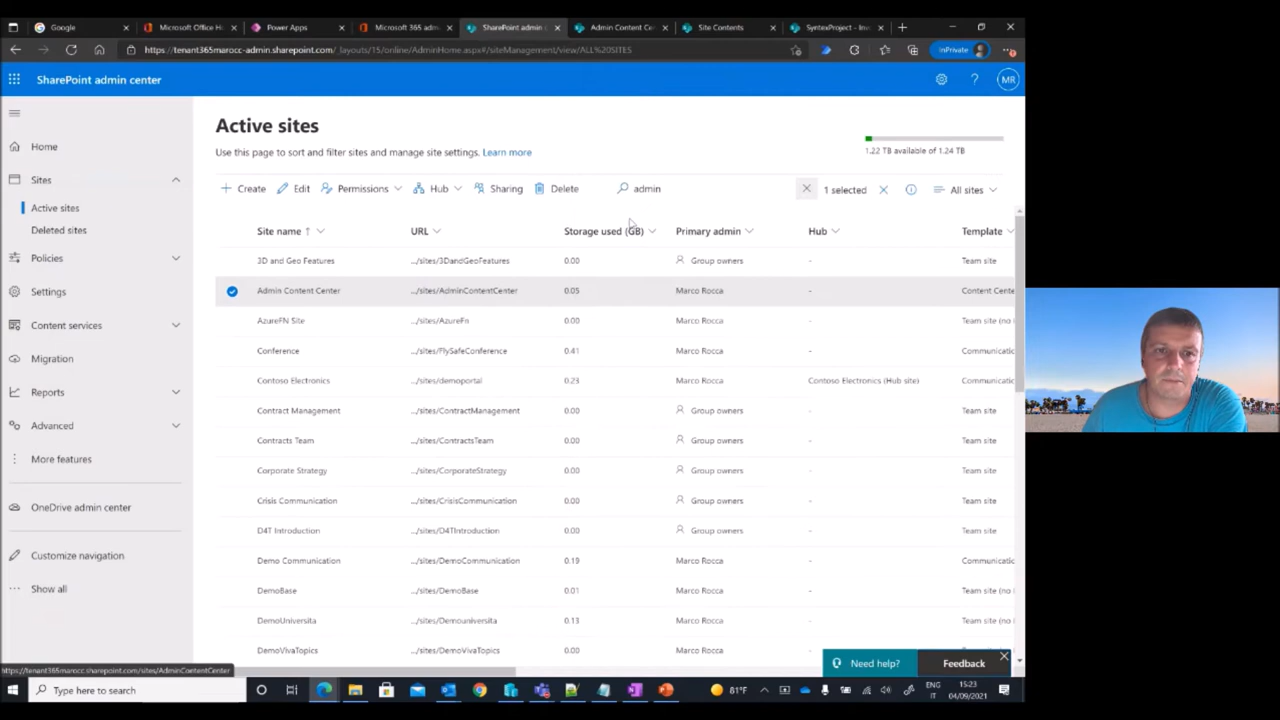 Google
Microsoft Office Ho
Power Apps
Microsoft 365 adm
SharePoint admin c
Admin Content Ce
Site Contents
SyntexProject - Inv
https://tenant365marocc-admin.sharepoint.com/_layouts/15/online/AdminHome.aspx#/siteManagement/view/ALL%20SITES
InPrivate
SharePoint admin center
MR
Home
Sites
Active sites
Deleted sites
Policies
Settings
Content services
Migration
Reports
Advanced
More features
OneDrive admin center
Customize navigation
Show all
Active sites
Use this page to sort and filter sites and manage site settings. Learn more
1.22 TB available of 1.24 TB
Create Edit Permissions Hub Sharing Delete admin 1 selected All sites
Site name ↑ URL Storage used (GB) Primary admin Hub Template
3D and Geo Features .../sites/3DandGeoFeatures 0.00 Group owners - Team site
Admin Content Center .../sites/AdminContentCenter 0.05 Marco Rocca - Content Cente
AzureFN Site .../sites/AzureFn 0.00 Marco Rocca - Team site (no
Conference .../sites/FlySafeConference 0.41 Marco Rocca - Communicatio
Contoso Electronics .../sites/demoportal 0.23 Marco Rocca Contoso Electronics (Hub site) Communicatio
Contract Management .../sites/ContractManagement 0.00 Group owners - Team site
Contracts Team .../sites/ContractsTeam 0.00 Group owners - Team site
Corporate Strategy .../sites/CorporateStrategy 0.00 Group owners - Team site
Crisis Communication .../sites/CrisisCommunication 0.00 Group owners - Team site
D4T Introduction .../sites/D4TIntroduction 0.00 Group owners - Team site
Demo Communication .../sites/DemoCommunication 0.19 Marco Rocca - Communicatio
DemoBase .../sites/DemoBase 0.01 Marco Rocca - Team site (no
DemoUniversita .../sites/Demouniversita 0.13 Marco Rocca - Team site (no
DemoVivaTopics .../sites/DemoVivaTopics 0.00 Marco Rocca
Need help?
Feedback
https://tenant365marocc.sharepoint.com/sites/AdminContentCenter
Type here to search
81°F
ENG
IT
15:23
04/09/2021